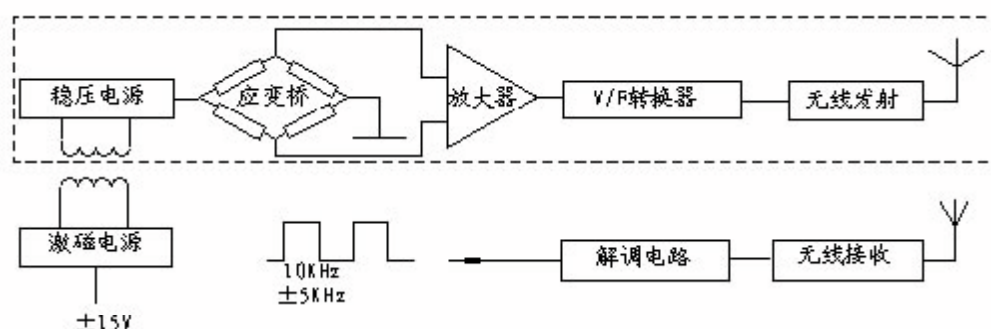 稳压电源
应变桥
放大器
V/F转换器
无线发射
激磁电源
10KHz
±5KHz
解调电路
无线接收
±15V